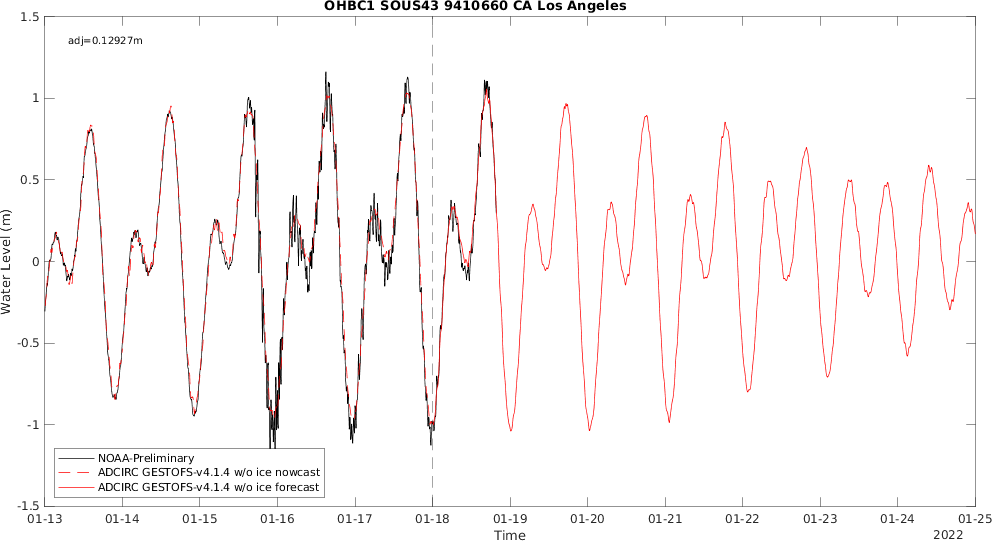 OHBC1 SOUS43 9410660 CA Los Angeles
adj=0.12927m
1.5
1
0.5
0
-0.5
-1
-1.5
Water Level (m)
NOAA-Preliminary
ADCIRC GESTOFS-v4.1.4 w/o ice nowcast
ADCIRC GESTOFS-v4.1.4 w/o ice forecast
01-13 01-14 01-15 01-16 01-17 01-18 01-19 01-20 01-21 01-22 01-23 01-24 01-25
Time
2022